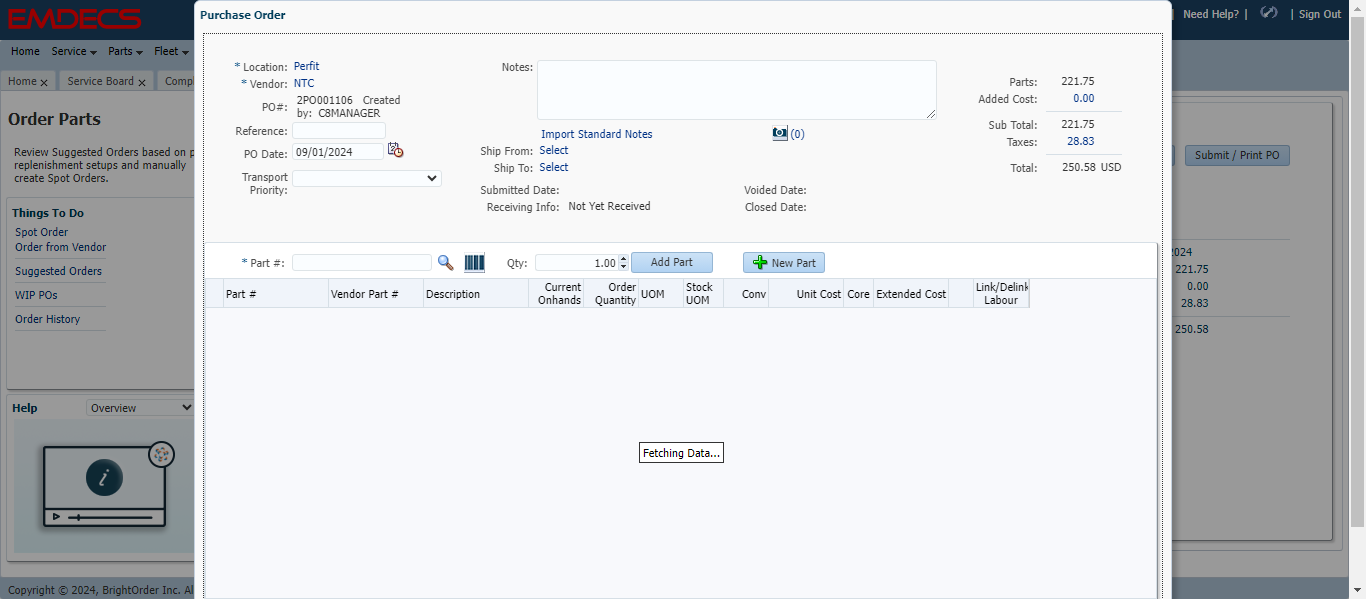 EMDECS
Purchase Order
Need Help? |
| Sign Out
Home Service Parts Fleet
Home x Service Board x Compl
Order Parts
Review Suggested Orders based on p
replenishment setups and manually
create Spot Orders.
Things To Do
Spot Order
Order from Vendor
Suggested Orders
WIP POs
Order History
Help Overview
Copyright © 2024, BrightOrder Inc. Al
* Location: Perfit
* Vendor: NTC
PO#: 2PO001106 Created
by: C8MANAGER
Reference:
PO Date: 09/01/2024
Transport
Priority:
Notes:
Import Standard Notes (0)
Ship From: Select
Ship To: Select
Submitted Date: Voided Date:
Receiving Info: Not Yet Received Closed Date:
Parts: 221.75
Added Cost: 0.00
Sub Total: 221.75
Taxes: 28.83
Total: 250.58 USD
* Part #: Qty: 1.00 Add Part New Part
Part # Vendor Part # Description Current Onhands Order Quantity UOM Stock UOM Conv Unit Cost Core Extended Cost Link/Delink Labour
Fetching Data...
Submit / Print PO
2024
221.75
0.00
28.83
250.58